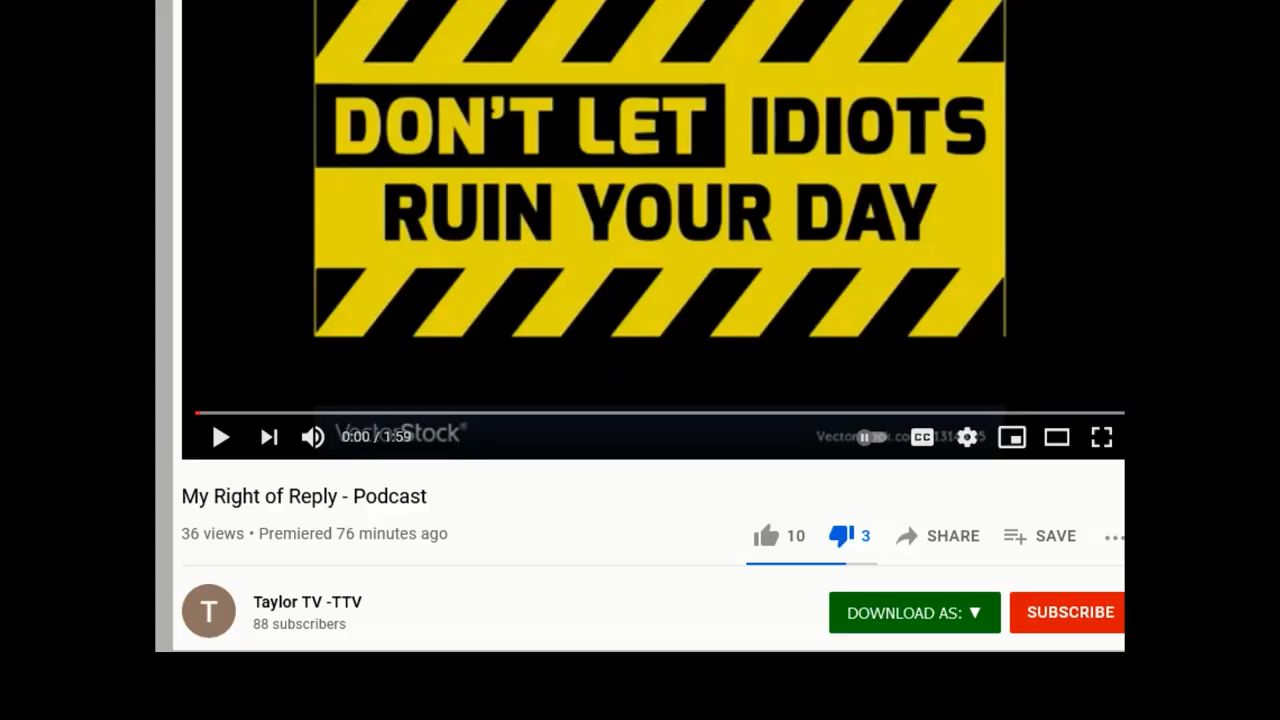 DON'T LET IDIOTS
RUIN YOUR DAY
VectorStock®
0:00 / 1:59
CC
My Right of Reply - Podcast
36 views • Premiered 76 minutes ago
10
3
SHARE
SAVE
T
Taylor TV -TTV
88 subscribers
DOWNLOAD AS: ▼
SUBSCRIBE